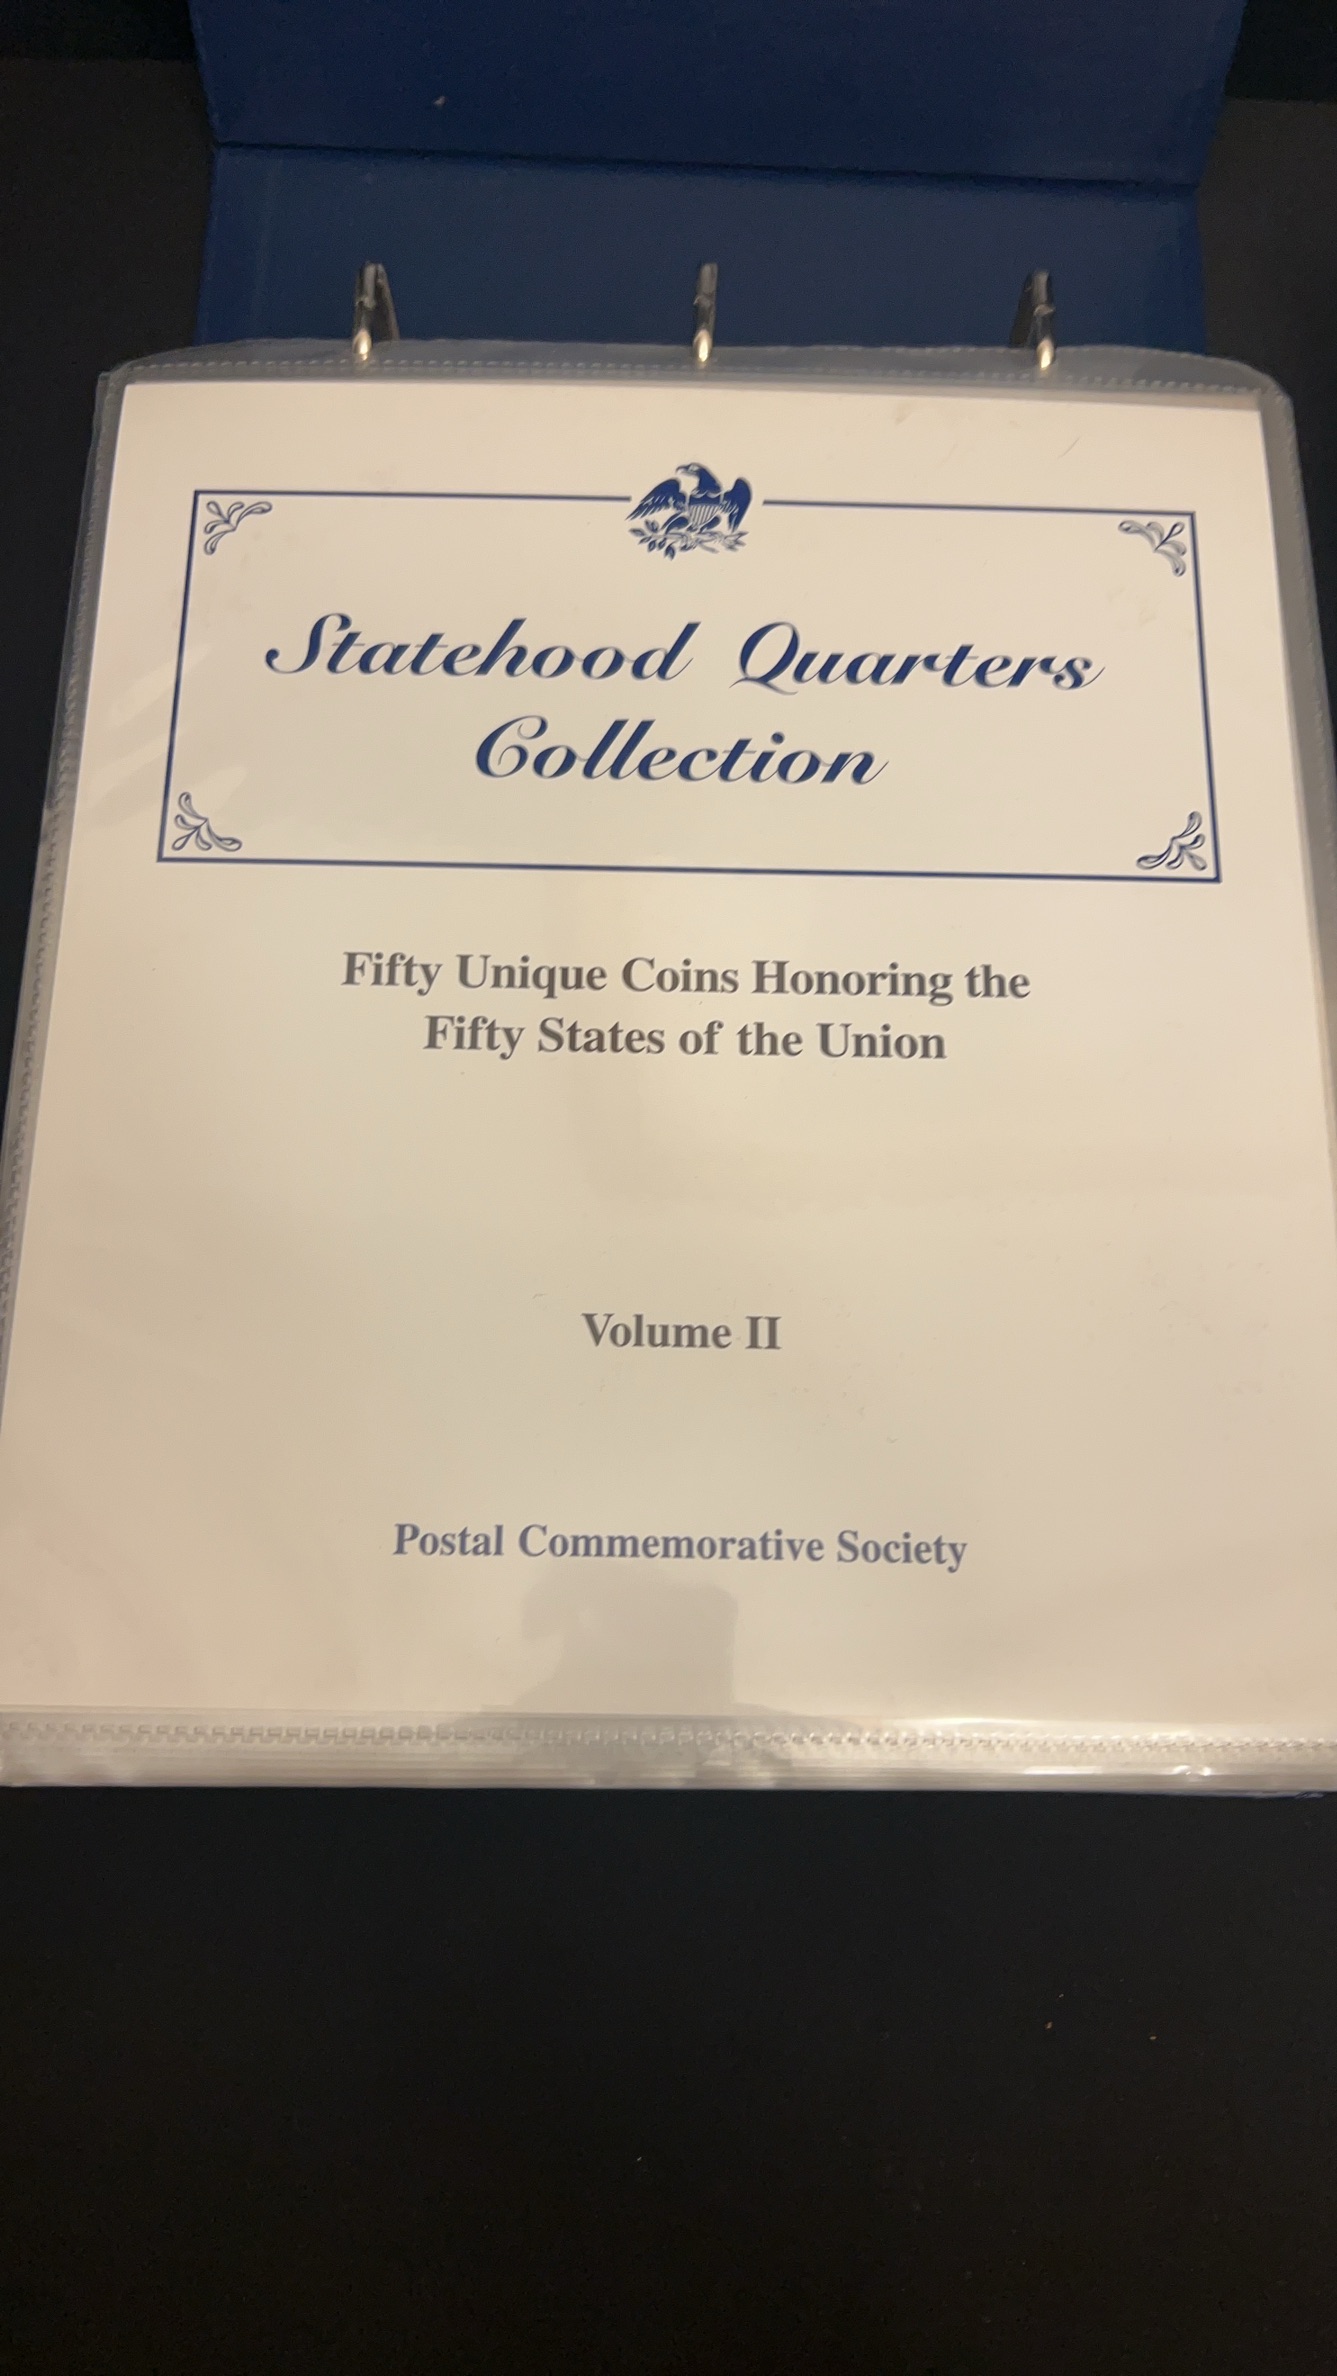 Statehood Quarters
Collection
Fifty Unique Coins Honoring the
Fifty States of the Union
Volume II
Postal Commemorative Society